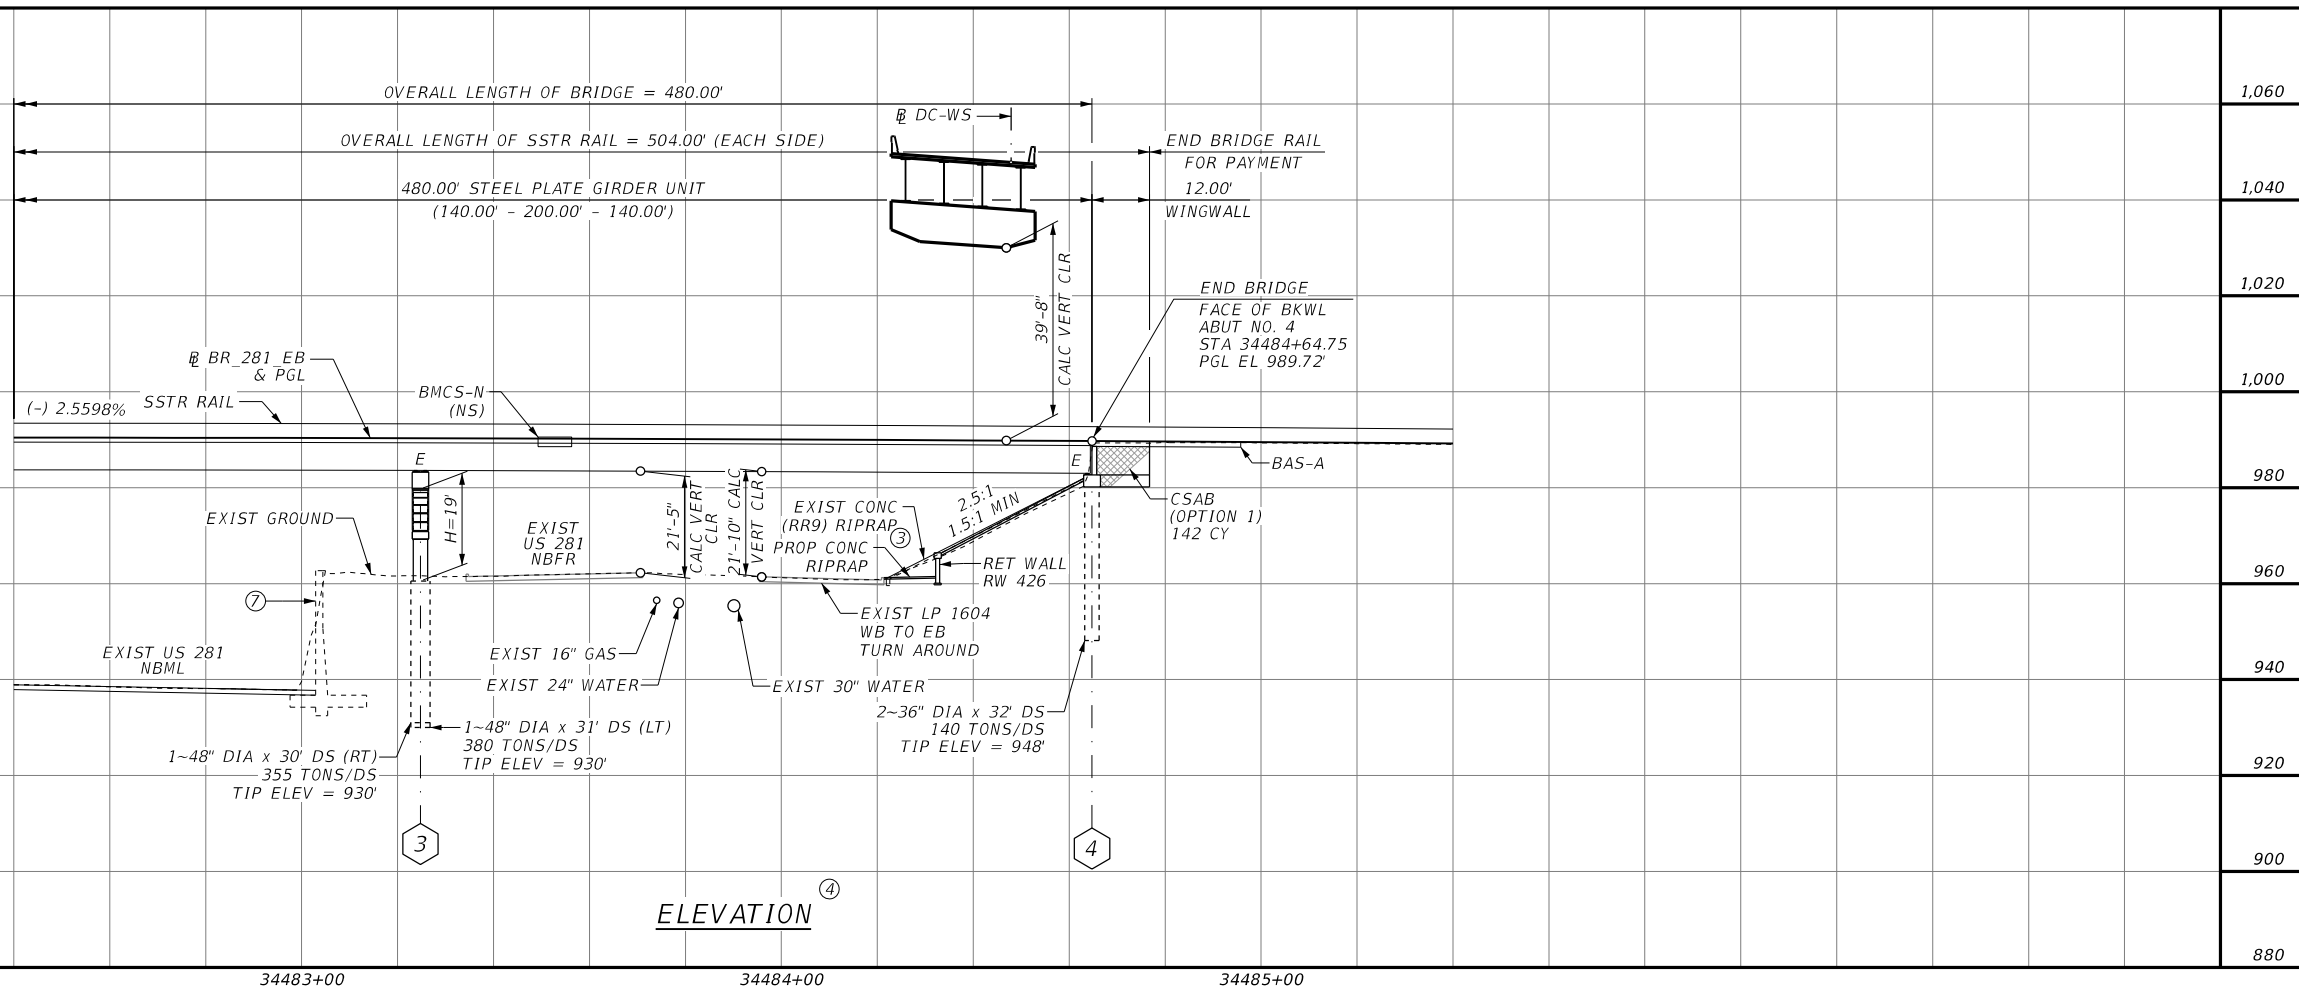 OVERALL LENGTH OF BRIDGE = 480.00'
1,060
BL DC-WS
OVERALL LENGTH OF SSTR RAIL = 504.00' (EACH SIDE)
END BRIDGE RAIL
FOR PAYMENT
480.00' STEEL PLATE GIRDER UNIT
(140.00' - 200.00' - 140.00')
12.00'
WINGWALL
1,040
39'-8"
CALC VERT CLR
END BRIDGE
FACE OF BKWL
ABUT NO. 4
STA 34484+64.75
PGL EL 989.72'
1,020
BL BR_281_EB
& PGL
(-) 2.5598%
SSTR RAIL
BMCS-N
(NS)
1,000
E
E
BAS-A
980
H=19'
EXIST GROUND
EXIST
US 281
NBFR
21'-5"
CALC VERT
CLR
21'-10" CALC
VERT CLR
EXIST CONC
(RR9) RIPRAP
3
PROP CONC
RIPRAP
2.5:1
1.5:1 MIN
CSAB
(OPTION 1)
142 CY
RET WALL
RW 426
960
7
EXIST LP 1604
WB TO EB
TURN AROUND
EXIST US 281
NBML
EXIST 16" GAS
EXIST 24" WATER
EXIST 30" WATER
940
1~48" DIA x 31' DS (LT)
380 TONS/DS
TIP ELEV = 930'
1~48" DIA x 30' DS (RT)
355 TONS/DS
TIP ELEV = 930'
2~36" DIA x 32' DS
140 TONS/DS
TIP ELEV = 948'
920
3
4
900
ELEVATION
4
880
34483+00
34484+00
34485+00